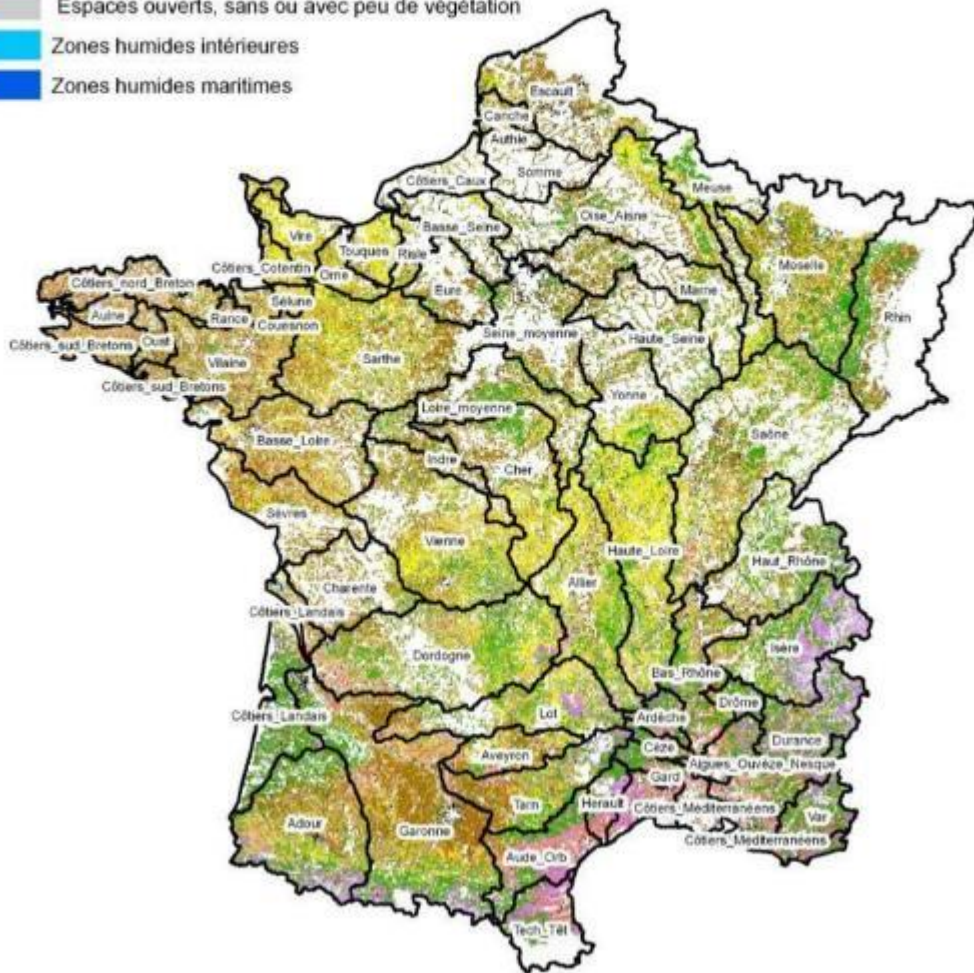 Espaces ouverts, sans ou avec peu de végétation
Zones humides intérieures
Zones humides maritimes
Escault
Canche
Authie
Somme
Côtiers_Caux
Meuse
Oise_Aisne
Basse_Seine
Vire
Touques
Risle
Moselle
Côtiers_Cotentin
Orne
Côtiers_nord_Breton
Eure
Marne
Sélune
Aulne
Rance
Couesnon
Rhin
Seine_moyenne
Haute_Seine
Côtiers_sud_Bretons
Oust
Vilaine
Sarthe
Côtiers_sud_Bretons
Yonne
Loire_moyenne
Basse_Loire
Saône
Indre
Cher
Sèvres
Vienne
Haute_Loire
Haut_Rhône
Allier
Charente
Côtiers_Landais
Isère
Dordogne
Bas_Rhône
Drôme
Côtiers_Landais
Lot
Ardèche
Durance
Cèze
Aveyron
Aigues_Ouvèze_Nesque
Gard
Tarn
Herault
Côtiers_Méditerranéens
Var
Adour
Garonne
Côtiers_Méditerranéens
Aude_Orb
Tech_Têt